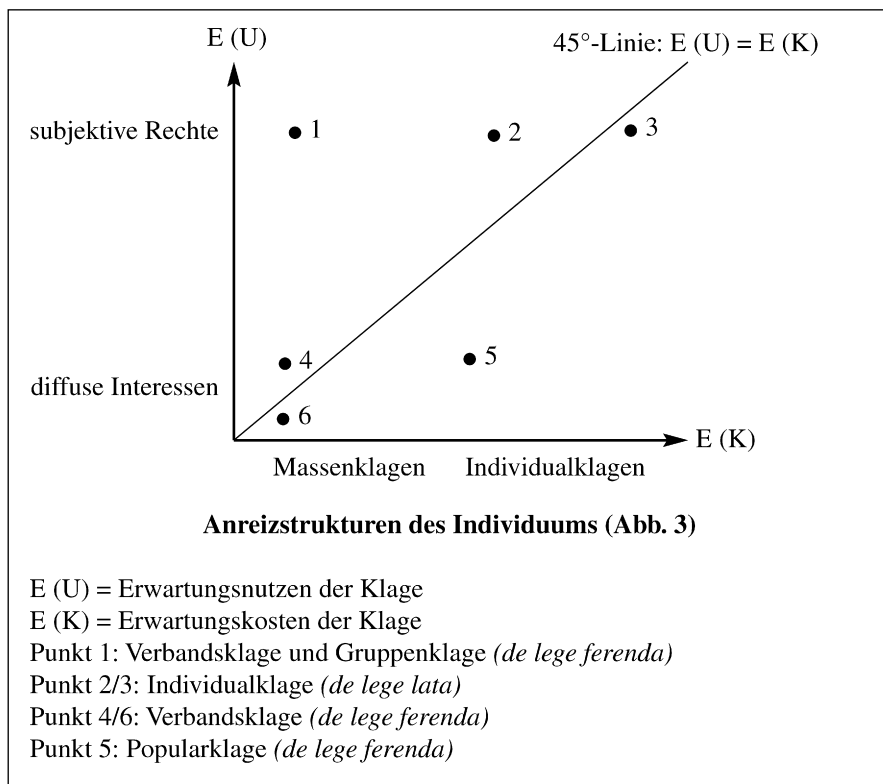 E (U)
45°-Linie: E (U) = E (K)
subjektive Rechte
1
2
3
4
5
diffuse Interessen
6
E (K)
Massenklagen
Individualklagen
Anreizstrukturen des Individuums (Abb. 3)
E (U) = Erwartungsnutzen der Klage
E (K) = Erwartungskosten der Klage
Punkt 1: Verbandsklage und Gruppenklage (de lege ferenda)
Punkt 2/3: Individualklage (de lege lata)
Punkt 4/6: Verbandsklage (de lege ferenda)
Punkt 5: Popularklage (de lege ferenda)